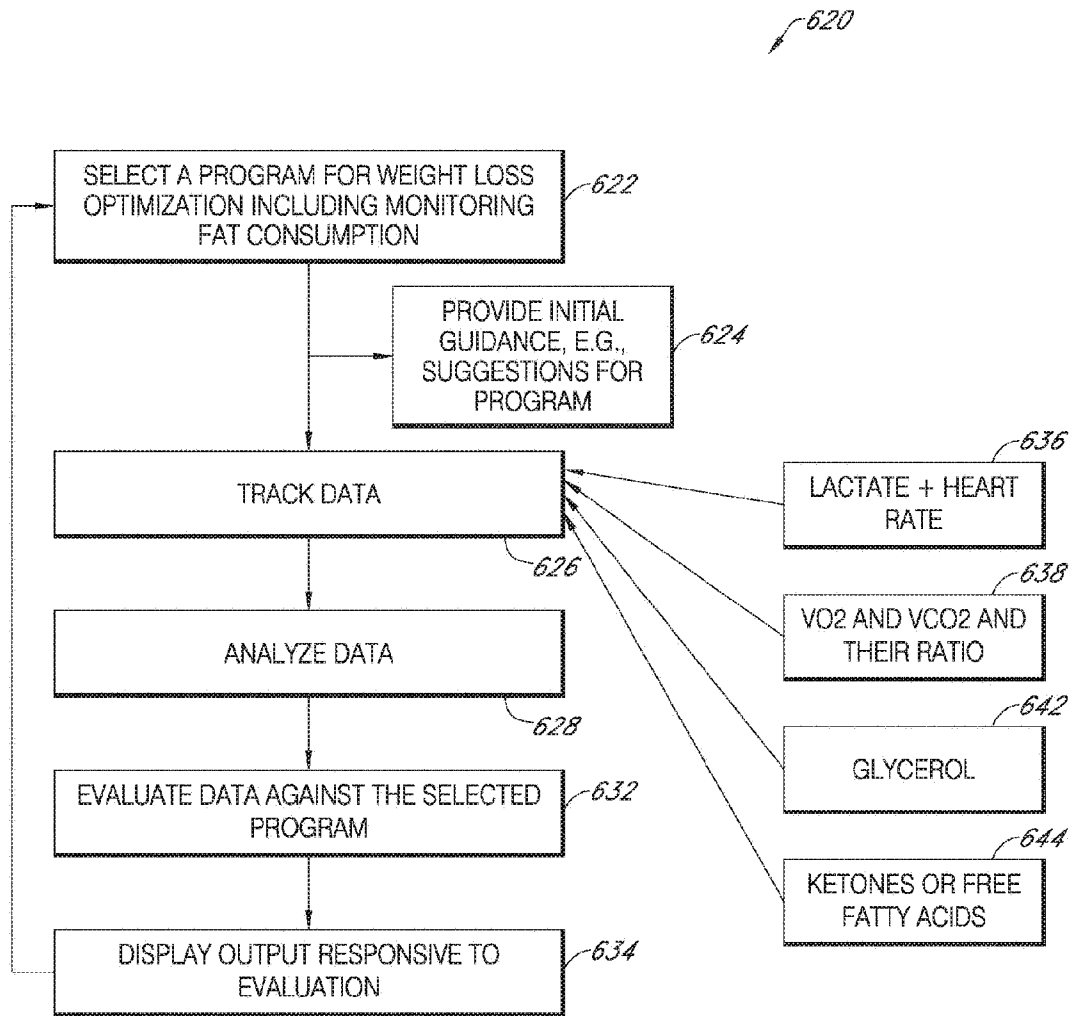 620
SELECT A PROGRAM FOR WEIGHT LOSS
OPTIMIZATION INCLUDING MONITORING
FAT CONSUMPTION
622
PROVIDE INITIAL
GUIDANCE, E.G.,
SUGGESTIONS FOR
PROGRAM
624
TRACK DATA
626
636
LACTATE + HEART
RATE
638
VO2 AND VCO2 AND
THEIR RATIO
ANALYZE DATA
628
642
GLYCEROL
EVALUATE DATA AGAINST THE SELECTED
PROGRAM
632
644
KETONES OR FREE
FATTY ACIDS
DISPLAY OUTPUT RESPONSIVE TO
EVALUATION
634